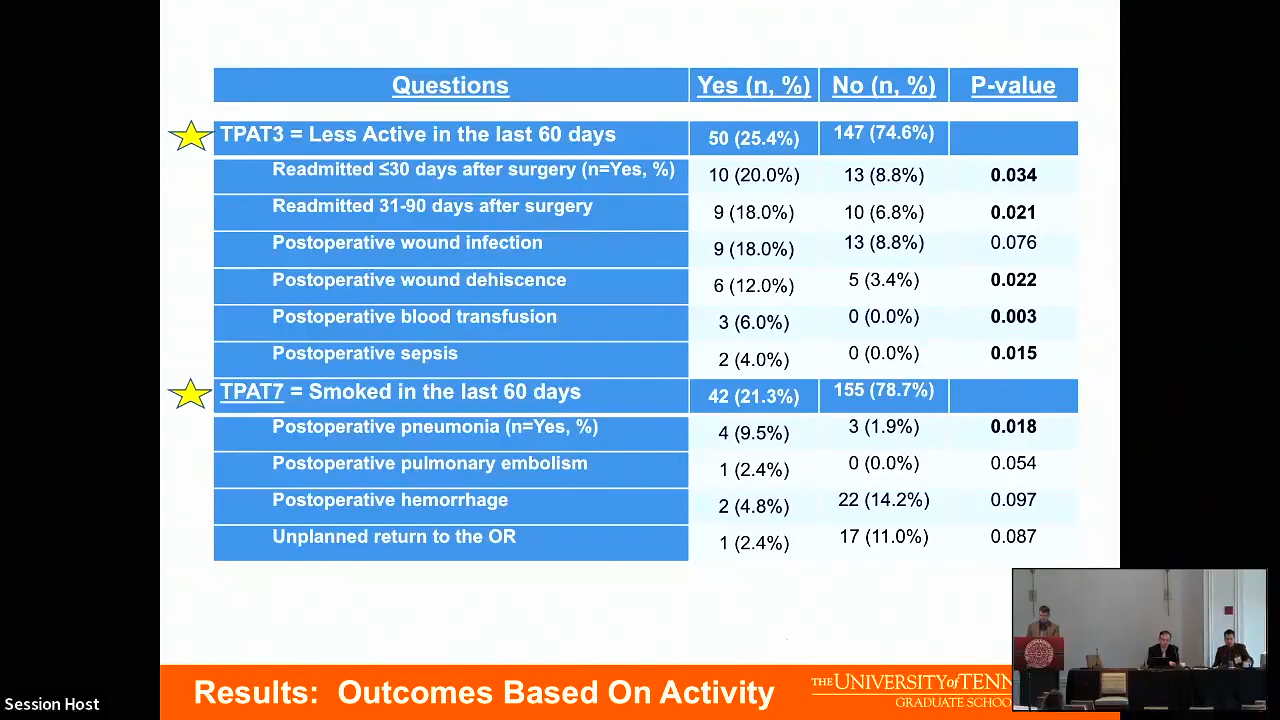 Questions Yes (n, %) No (n, %) P-value
TPAT3 = Less Active in the last 60 days 50 (25.4%) 147 (74.6%)
Readmitted ≤30 days after surgery (n=Yes, %) 10 (20.0%) 13 (8.8%) 0.034
Readmitted 31-90 days after surgery 9 (18.0%) 10 (6.8%) 0.021
Postoperative wound infection 9 (18.0%) 13 (8.8%) 0.076
Postoperative wound dehiscence 6 (12.0%) 5 (3.4%) 0.022
Postoperative blood transfusion 3 (6.0%) 0 (0.0%) 0.003
Postoperative sepsis 2 (4.0%) 0 (0.0%) 0.015
TPAT7 = Smoked in the last 60 days 42 (21.3%) 155 (78.7%)
Postoperative pneumonia (n=Yes, %) 4 (9.5%) 3 (1.9%) 0.018
Postoperative pulmonary embolism 1 (2.4%) 0 (0.0%) 0.054
Postoperative hemorrhage 2 (4.8%) 22 (14.2%) 0.097
Unplanned return to the OR 1 (2.4%) 17 (11.0%) 0.087
Results: Outcomes Based On Activity
THE UNIVERSITY of TENN
GRADUATE SCHOO
Session Host